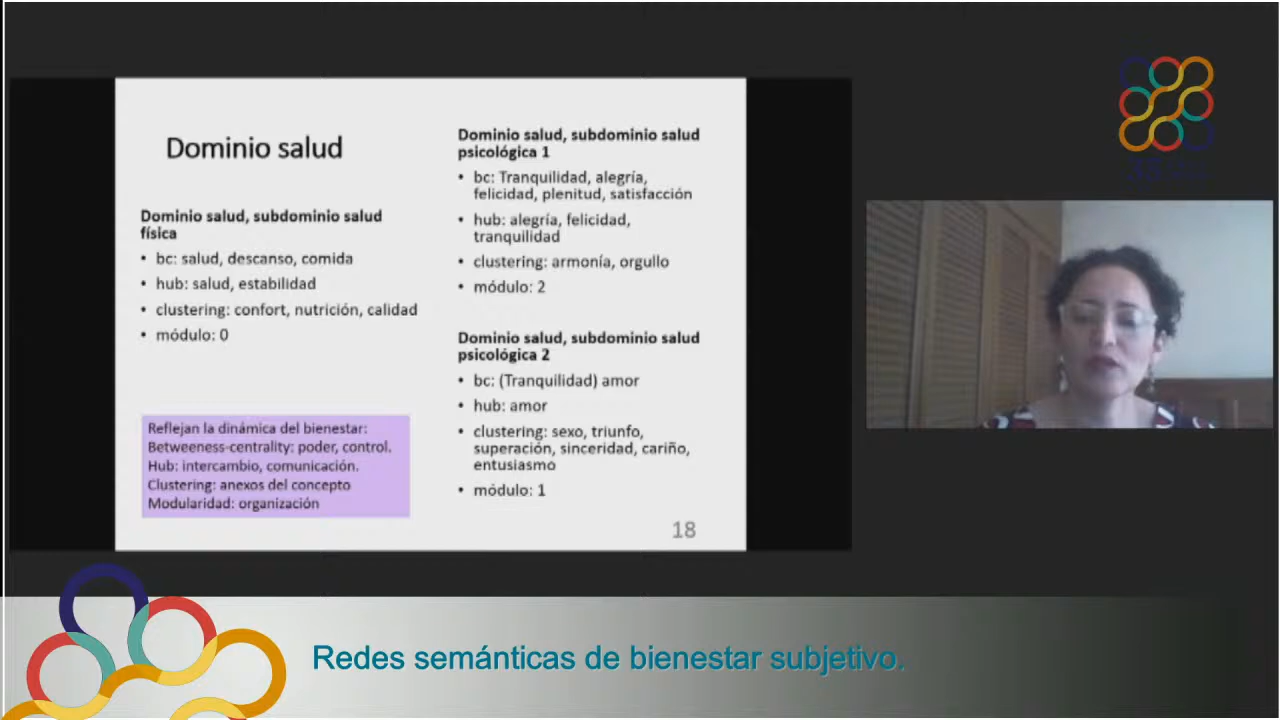 Dominio salud
Dominio salud, subdominio salud
física
• bc: salud, descanso, comida
• hub: salud, estabilidad
• clustering: confort, nutrición, calidad
• módulo: 0
Reflejan la dinámica del bienestar:
Betweeness-centrality: poder, control.
Hub: intercambio, comunicación.
Clustering: anexos del concepto
Modularidad: organización
Dominio salud, subdominio salud
psicológica 1
• bc: Tranquilidad, alegría,
felicidad, plenitud, satisfacción
• hub: alegría, felicidad,
tranquilidad
• clustering: armonía, orgullo
• módulo: 2
Dominio salud, subdominio salud
psicológica 2
• bc: (Tranquilidad) amor
• hub: amor
• clustering: sexo, triunfo,
superación, sinceridad, cariño,
entusiasmo
• módulo: 1
18
Redes semánticas de bienestar subjetivo.